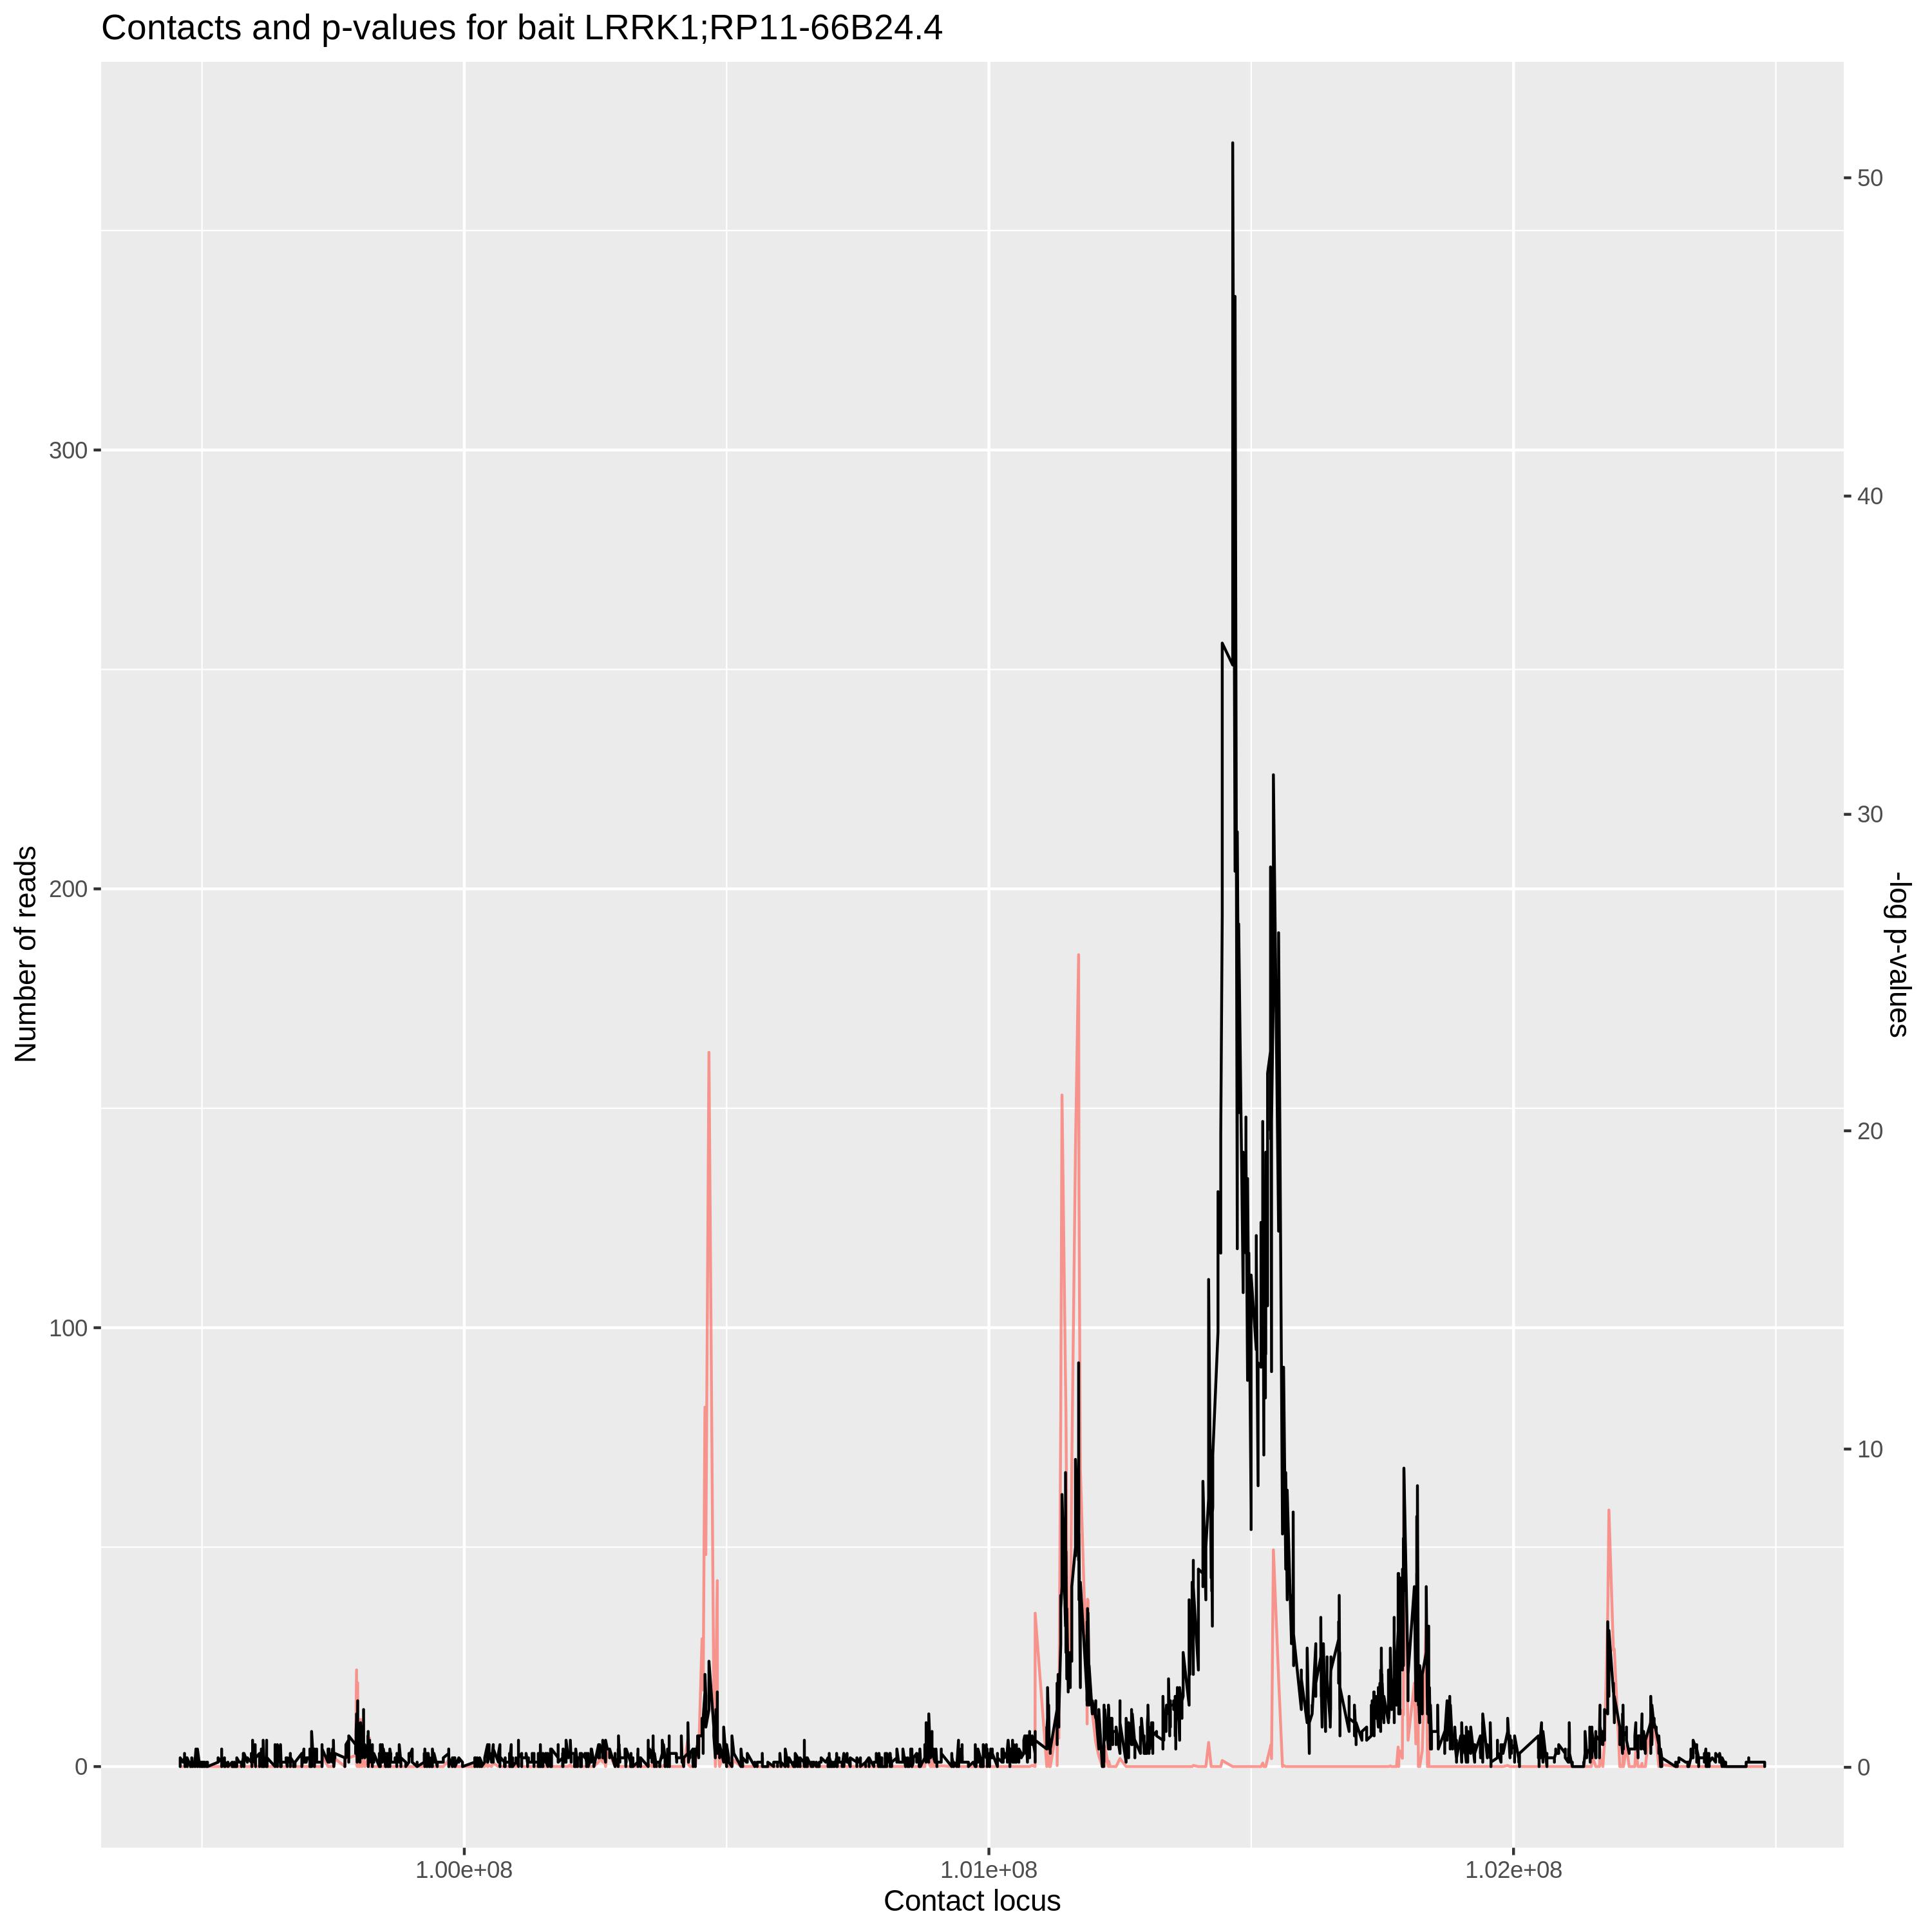 Contacts and p-values for bait LRRK1;RP11-66B24.4
50
40
300
30
200
20
100
10
0
0
Number of reads
-log p-values
1.00e+08
1.01e+08
1.02e+08
Contact locus